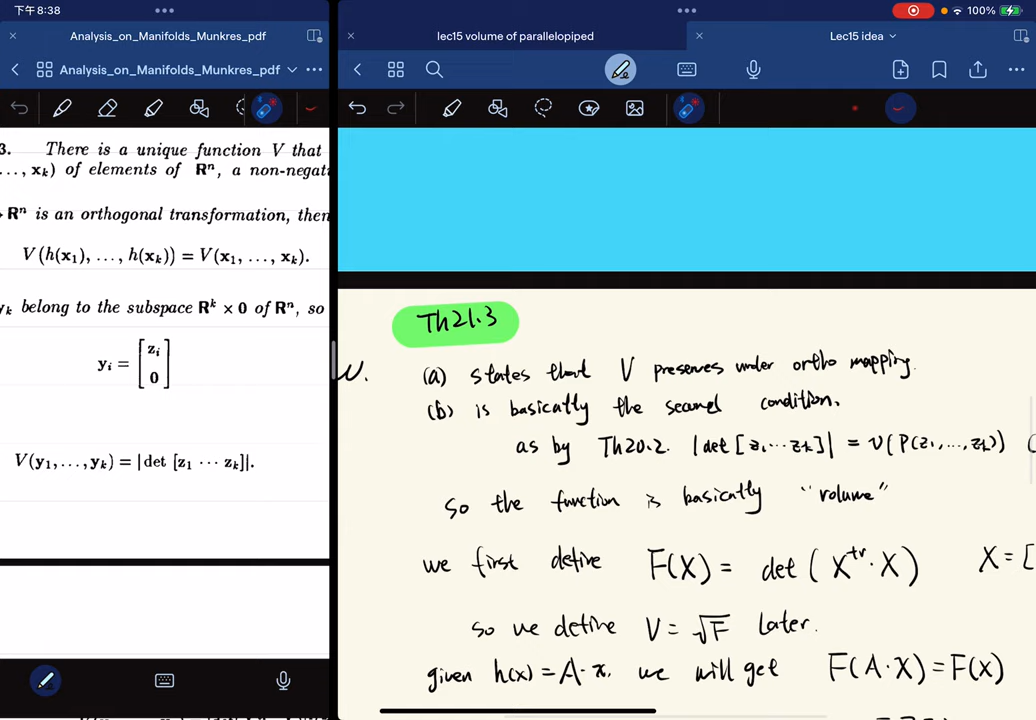 下午8:38
100%
Analysis_on_Manifolds_Munkres_pdf
lec15 volume of parallelopiped
Lec15 idea
Analysis_on_Manifolds_Munkres_pdf
3. There is a unique function V that
..., xₖ) of elements of Rⁿ, a non-negati
Rⁿ is an orthogonal transformation, then
V(h(x₁), ..., h(xₖ)) = V(x₁, ..., xₖ).
yₖ belong to the subspace Rᵏ × 0 of Rⁿ, so
yᵢ = [zᵢ 0]
V(y₁, ..., yₖ) = |det [z₁ ⋯ zₖ]|.
Th21.3
(a) states that V preserves under ortho mapping.
(b) is basically the second condition.
as by Th20.2. |det [z₁ ⋯ zₖ]| = v(P(z₁, ..., zₖ))
so the function is basically "volume"
we first define F(X) = det (Xᵗʳ · X) X = [
so we define V = √F later.
given h(x) = A · x. we will get F(A · X) = F(x)